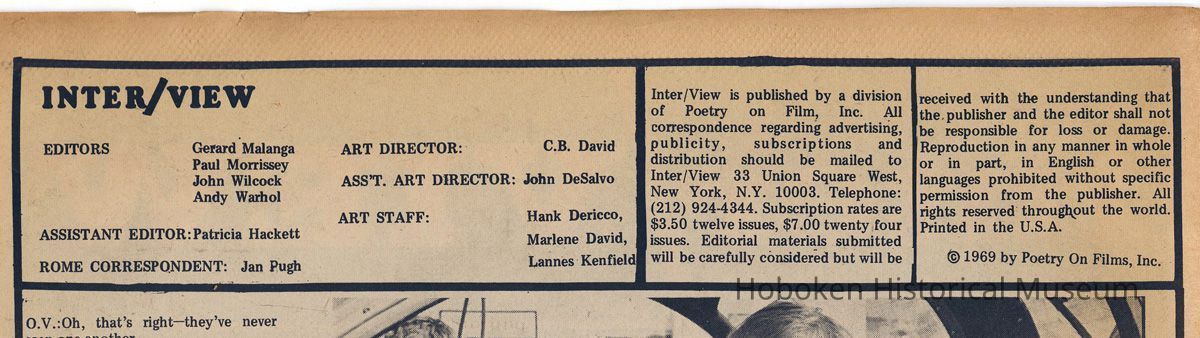 INTER/VIEW
EDITORS
Gerard Malanga
Paul Morrissey
John Wilcock
Andy Warhol
ASSISTANT EDITOR: Patricia Hackett
ROME CORRESPONDENT: Jan Pugh
ART DIRECTOR: C.B. David
ASS'T. ART DIRECTOR: John DeSalvo
ART STAFF: Hank Dericco,
Marlene David,
Lannes Kenfield
Inter/View is published by a division
of Poetry on Film, Inc. All
correspondence regarding advertising,
publicity, subscriptions and
distribution should be mailed to
Inter/View 33 Union Square West,
New York, N.Y. 10003. Telephone:
(212) 924-4344. Subscription rates are
$3.50 twelve issues, $7.00 twenty four
issues. Editorial materials submitted
will be carefully considered but will be
received with the understanding that
the publisher and the editor shall not
be responsible for loss or damage.
Reproduction in any manner in whole
or in part, in English or other
languages prohibited without specific
permission from the publisher. All
rights reserved throughout the world.
Printed in the U.S.A.
© 1969 by Poetry On Films, Inc.
Hoboken Historical Museum
O.V.:Oh, that's right—they've never